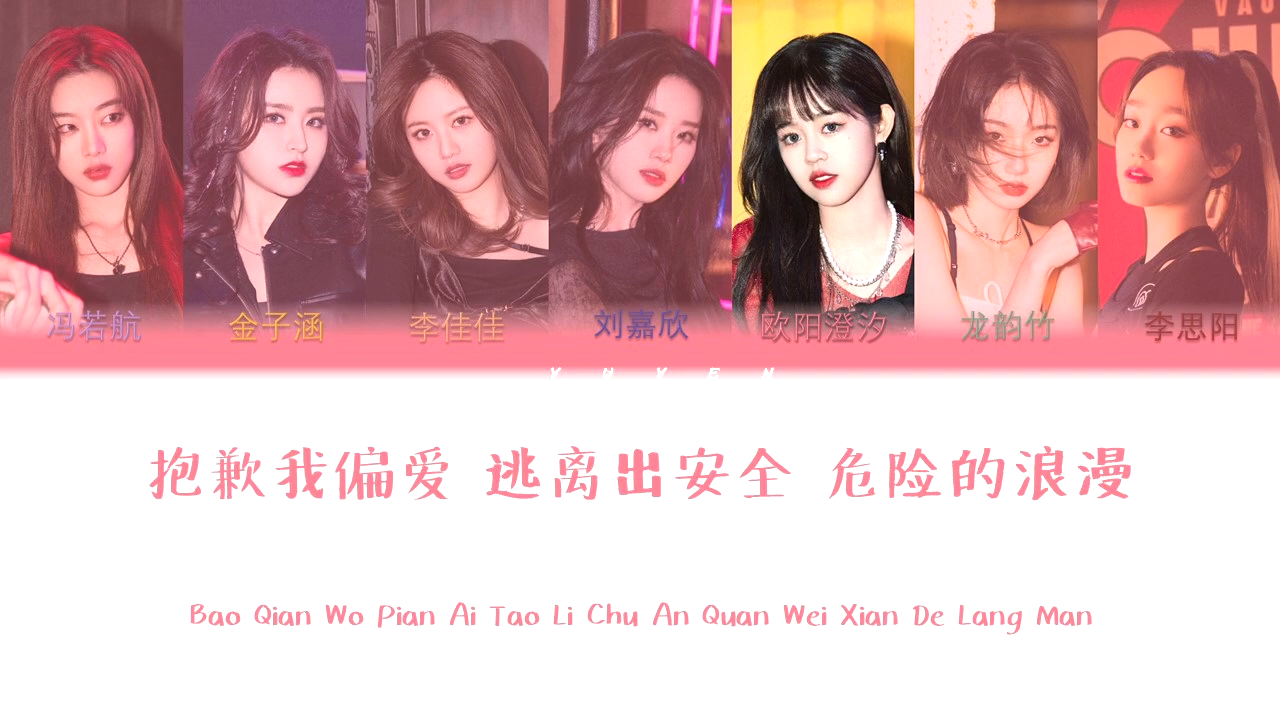 VAU
冯若航 金子涵 李佳佳 刘嘉欣 欧阳澄汐 龙韵竹 李思阳
Y N Y E N
抱歉我偏爱 逃离出安全 危险的浪漫
Bao Qian Wo Pian Ai Tao Li Chu An Quan Wei Xian De Lang Man